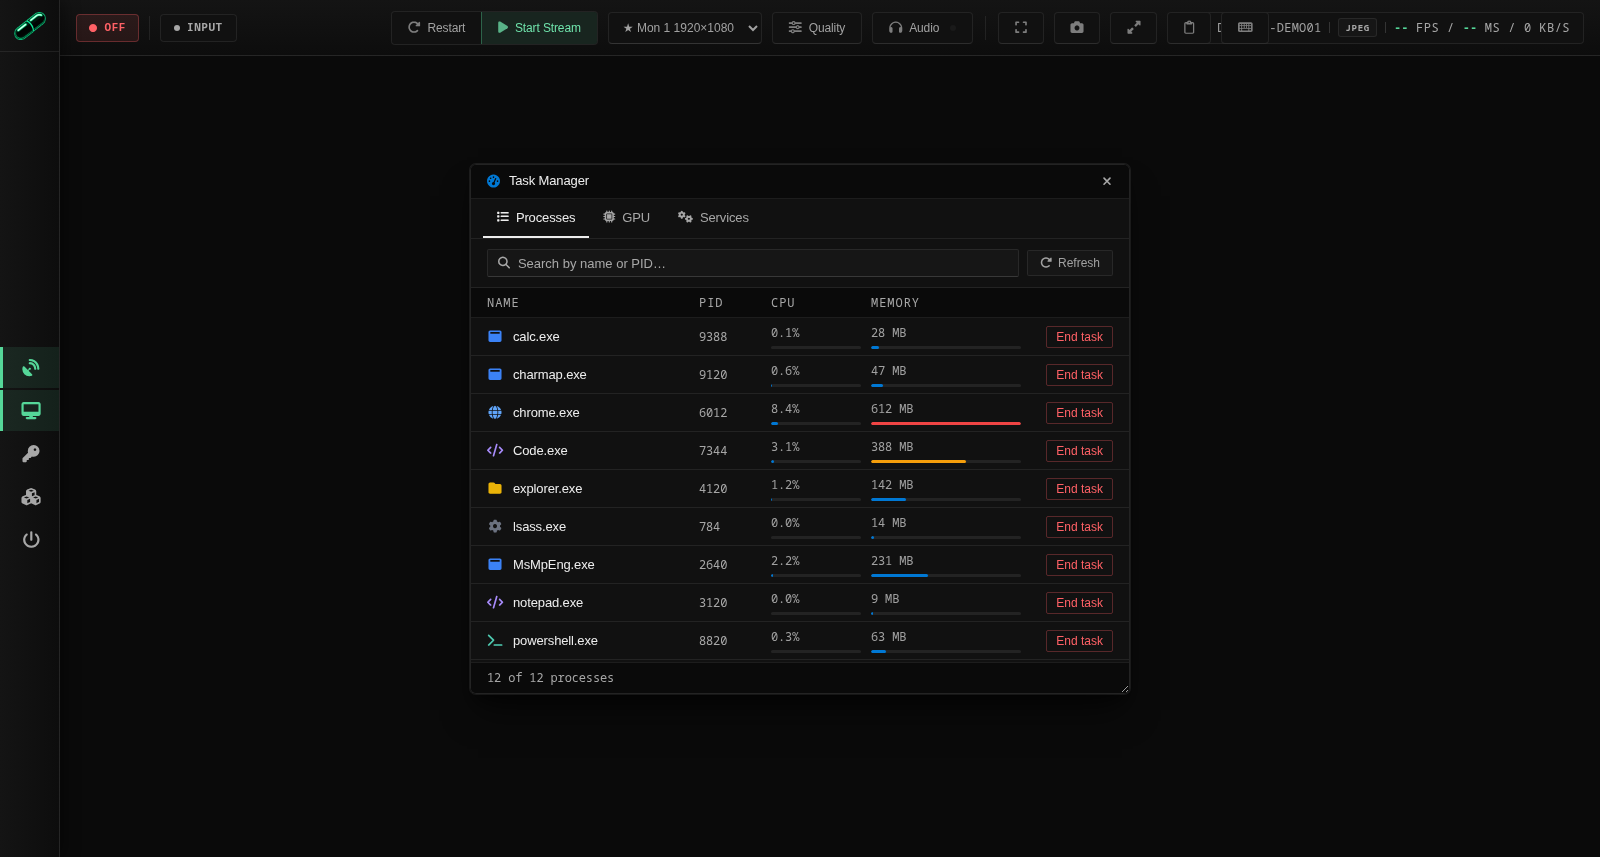 OFF INPUT Restart Start Stream ★ Mon 1 1920×1080 Quality Audio -DEMO01 JPEG -- FPS / -- MS / 0 KB/S
Task Manager
Processes GPU Services
Search by name or PID… Refresh
NAME PID CPU MEMORY
calc.exe 9388 0.1% 28 MB End task
charmap.exe 9120 0.6% 47 MB End task
chrome.exe 6012 8.4% 612 MB End task
Code.exe 7344 3.1% 388 MB End task
explorer.exe 4120 1.2% 142 MB End task
lsass.exe 784 0.0% 14 MB End task
MsMpEng.exe 2640 2.2% 231 MB End task
notepad.exe 3120 0.0% 9 MB End task
powershell.exe 8820 0.3% 63 MB End task
12 of 12 processes